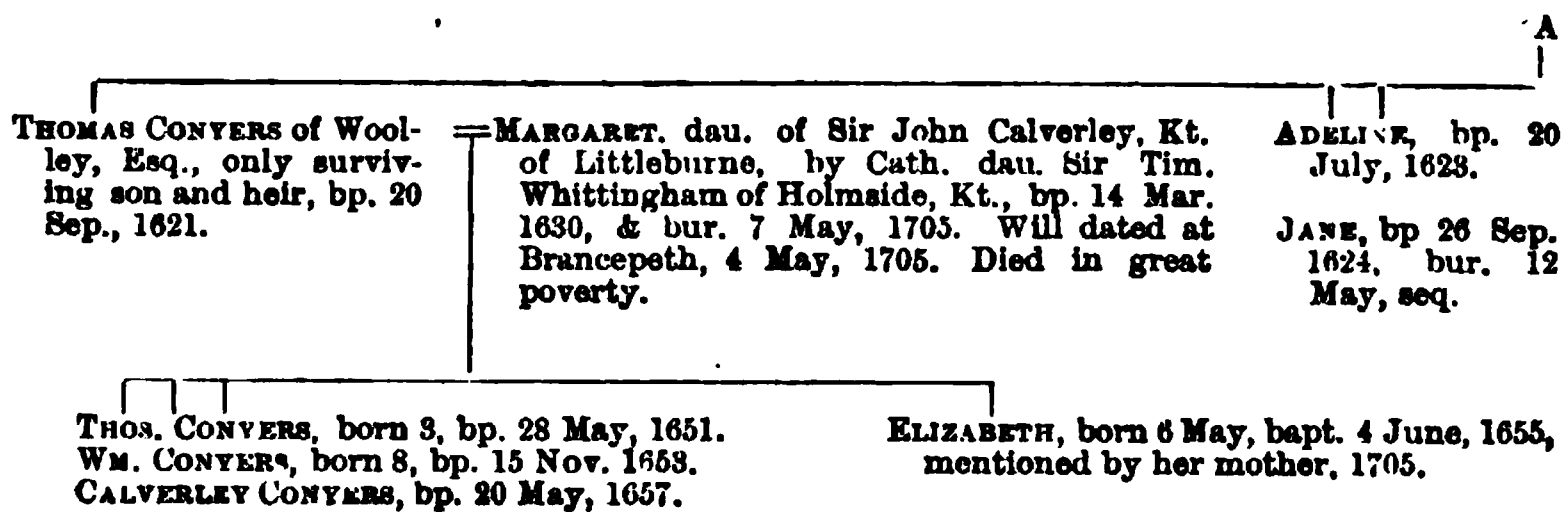 A
THOMAS CONYERS of Wool-
ley, Esq., only surviv-
ing son and heir, bp. 20
Sep., 1621.
=MARGARET. dau. of Sir John Calverley, Kt.
of Littleburne, by Cath. dau. Sir Tim.
Whittingham of Holmside, Kt., bp. 14 Mar.
1630, & bur. 7 May, 1705. Will dated at
Brancepeth, 4 May, 1705. Died in great
poverty.
ADELINE, bp. 20
July, 1623.
JANE, bp 26 Sep.
1624. bur. 12
May, seq.
THOS. CONYERS, born 3, bp. 28 May, 1651.
WM. CONYERS, born 8, bp. 15 Nov. 1653.
CALVERLEY CONYERS, bp. 20 May, 1657.
ELIZABETH, born 6 May, bapt. 4 June, 1655,
mentioned by her mother, 1705.